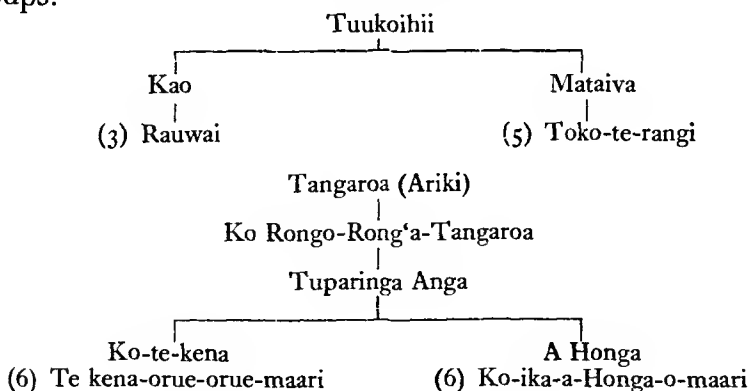 Tuukoihii
Kao Mataiva
(3) Rauwai (5) Toko-te-rangi
Tangaroa (Ariki)
Ko Rongo-Rong‘a-Tangaroa
Tuparinga Anga
Ko-te-kena A Honga
(6) Te kena-orue-orue-maari (6) Ko-ika-a-Honga-o-maari